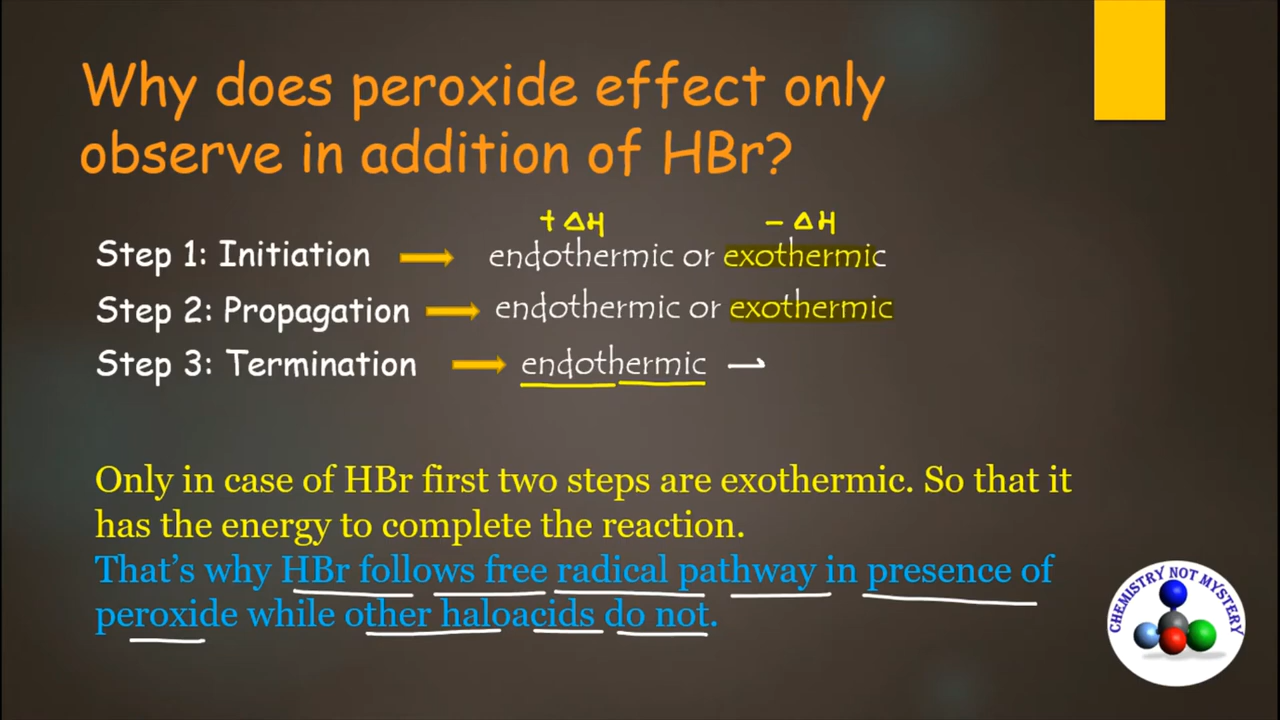 Why does peroxide effect only
observe in addition of HBr?
+ ΔH – ΔH
Step 1: Initiation endothermic or exothermic
Step 2: Propagation endothermic or exothermic
Step 3: Termination endothermic
Only in case of HBr first two steps are exothermic. So that it
has the energy to complete the reaction.
That's why HBr follows free radical pathway in presence of
peroxide while other haloacids do not.
CHEMISTRY NOT MYSTERY